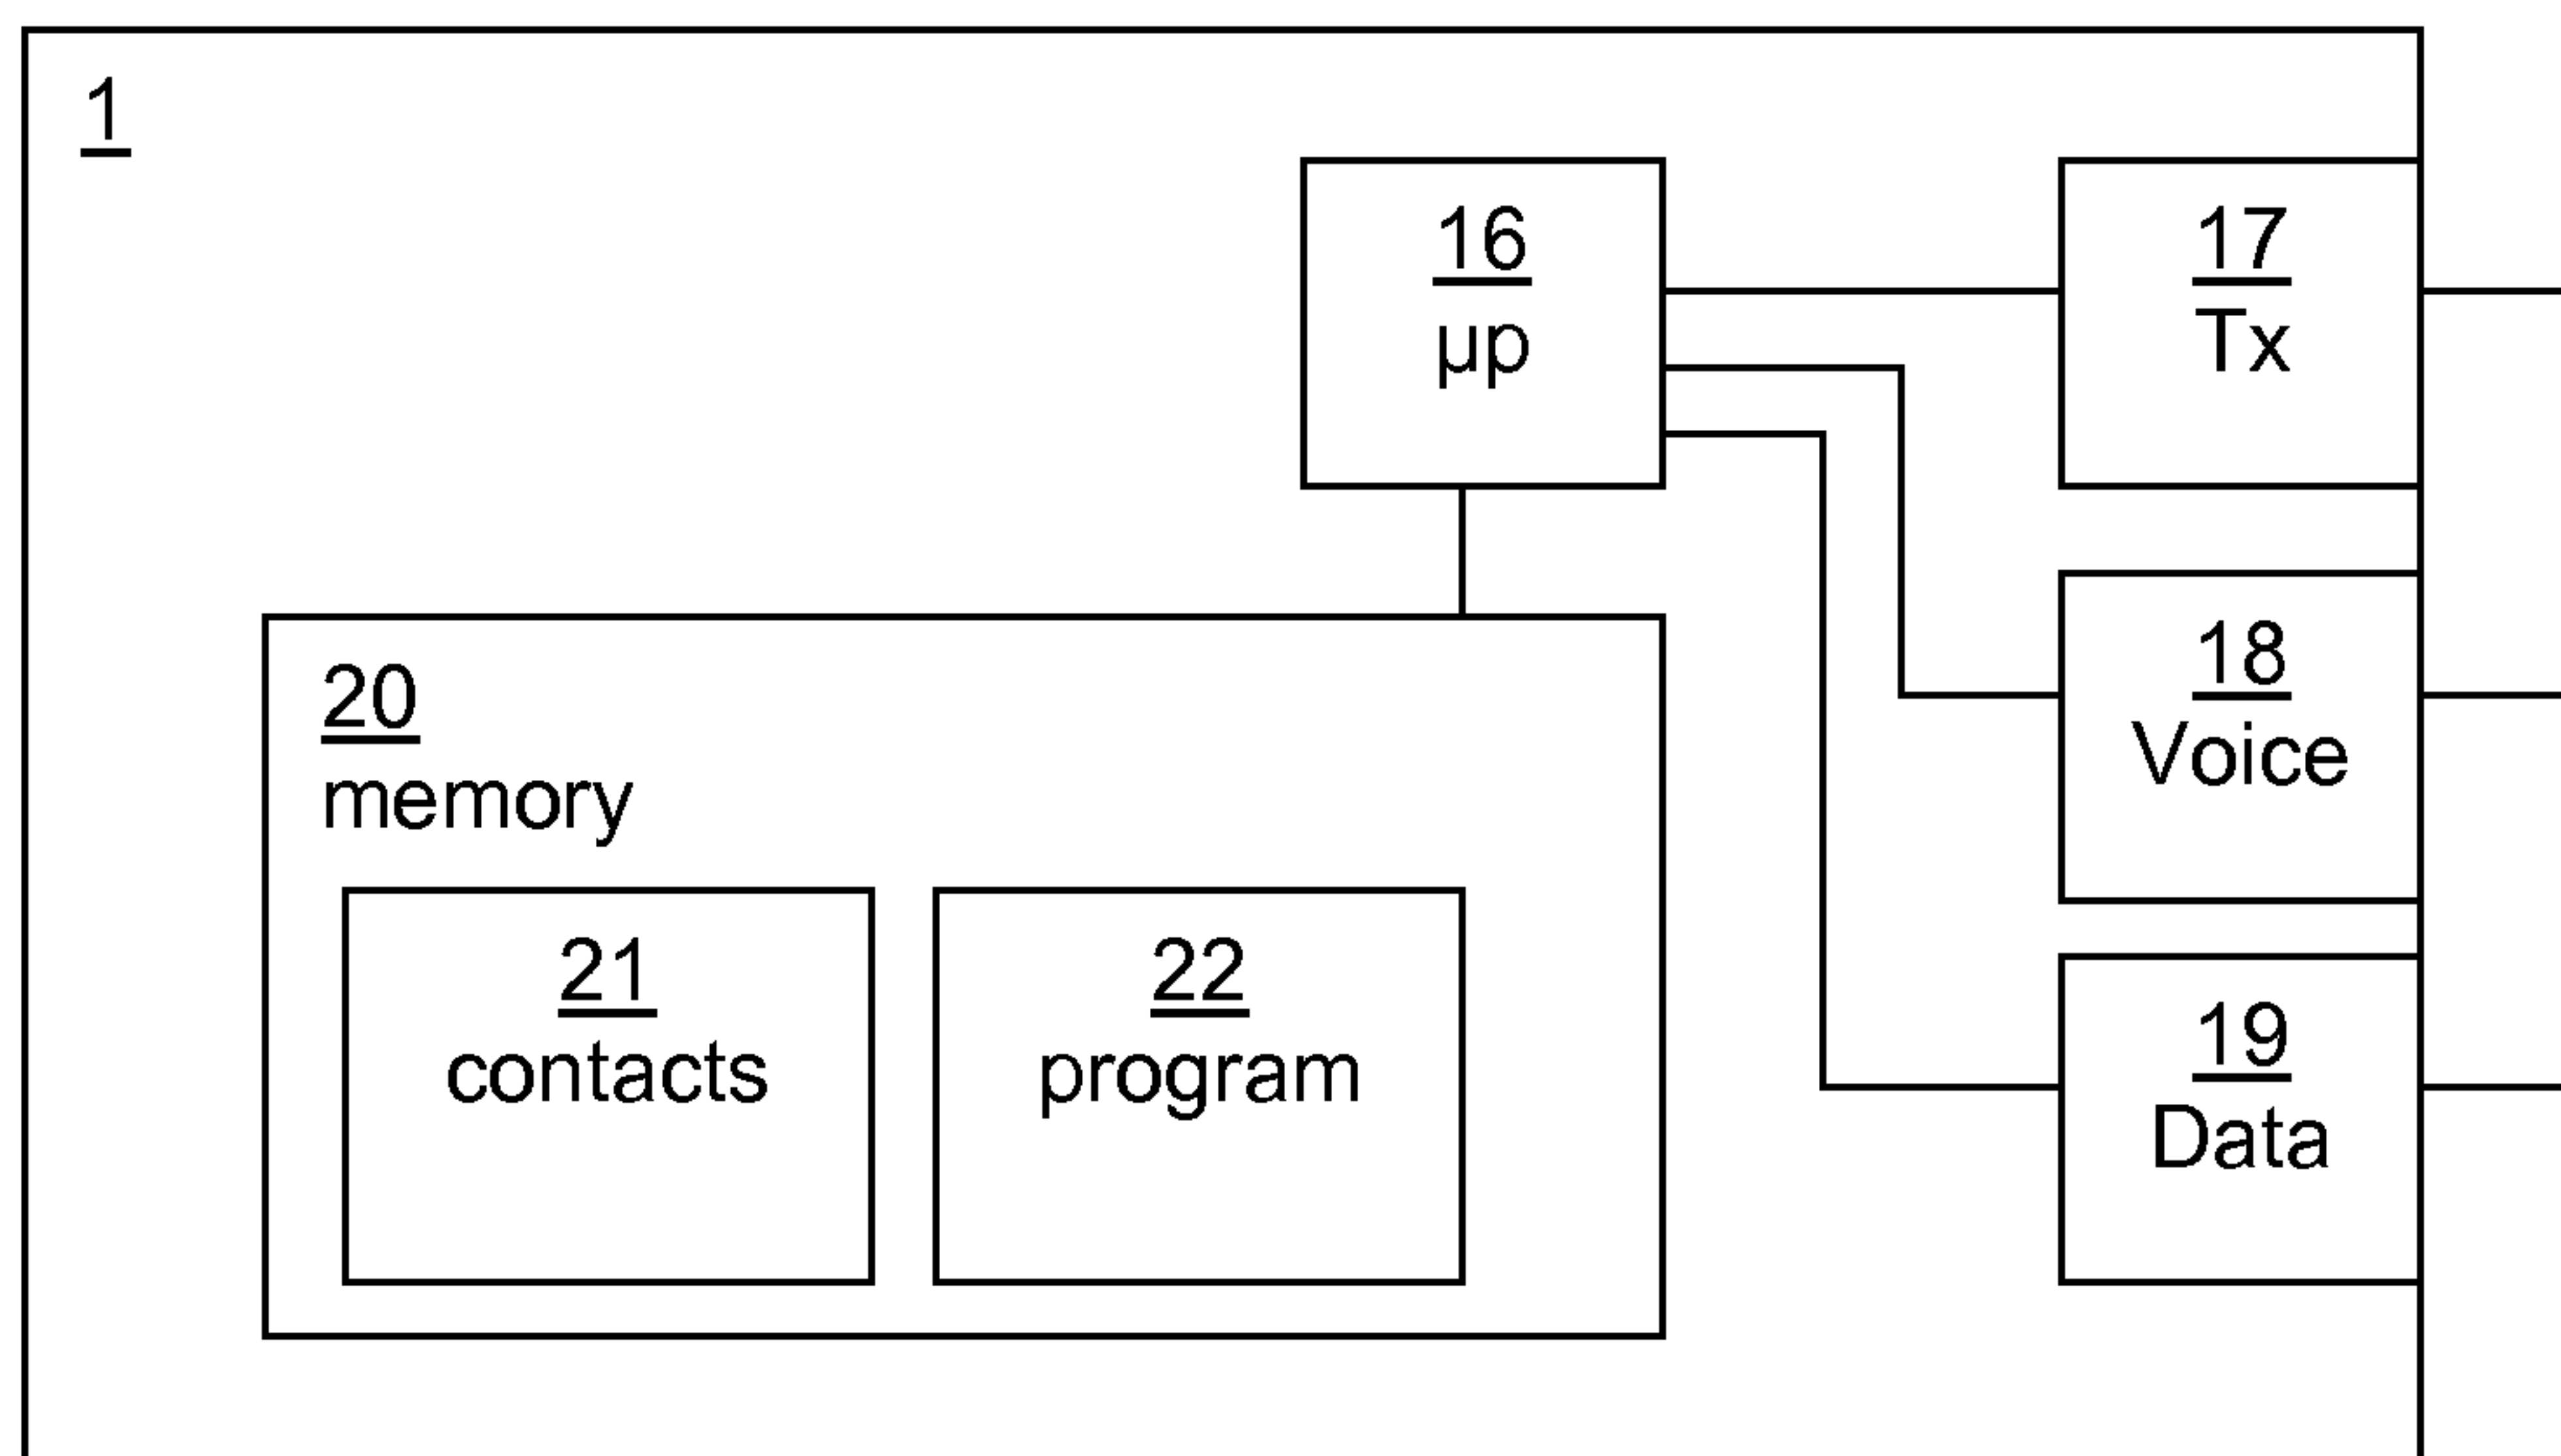 1
16
µp
17
Tx
18
Voice
20
memory
21
contacts
22
program
19
Data